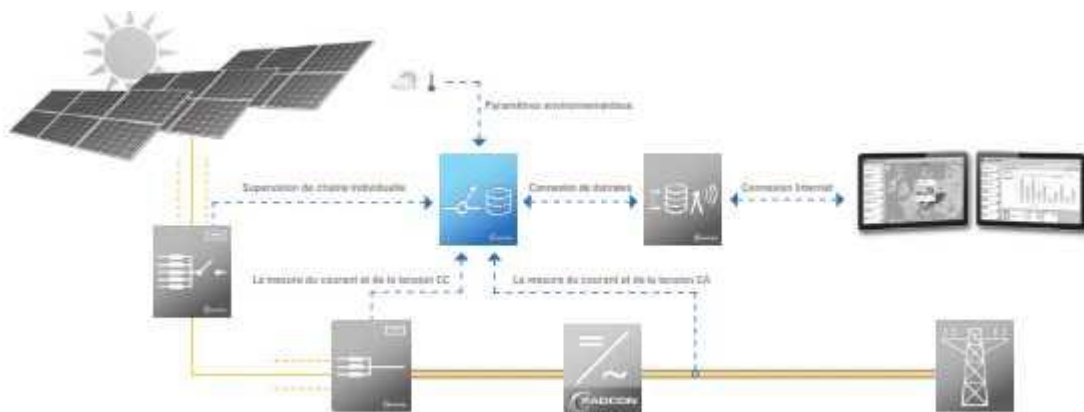 Paramètres environnementaux
Supervision de chaîne individuelle
Connexion de données
Connexion Internet
La mesure du courant et de la tension CC
La mesure du courant et de la tension CA
PADCON